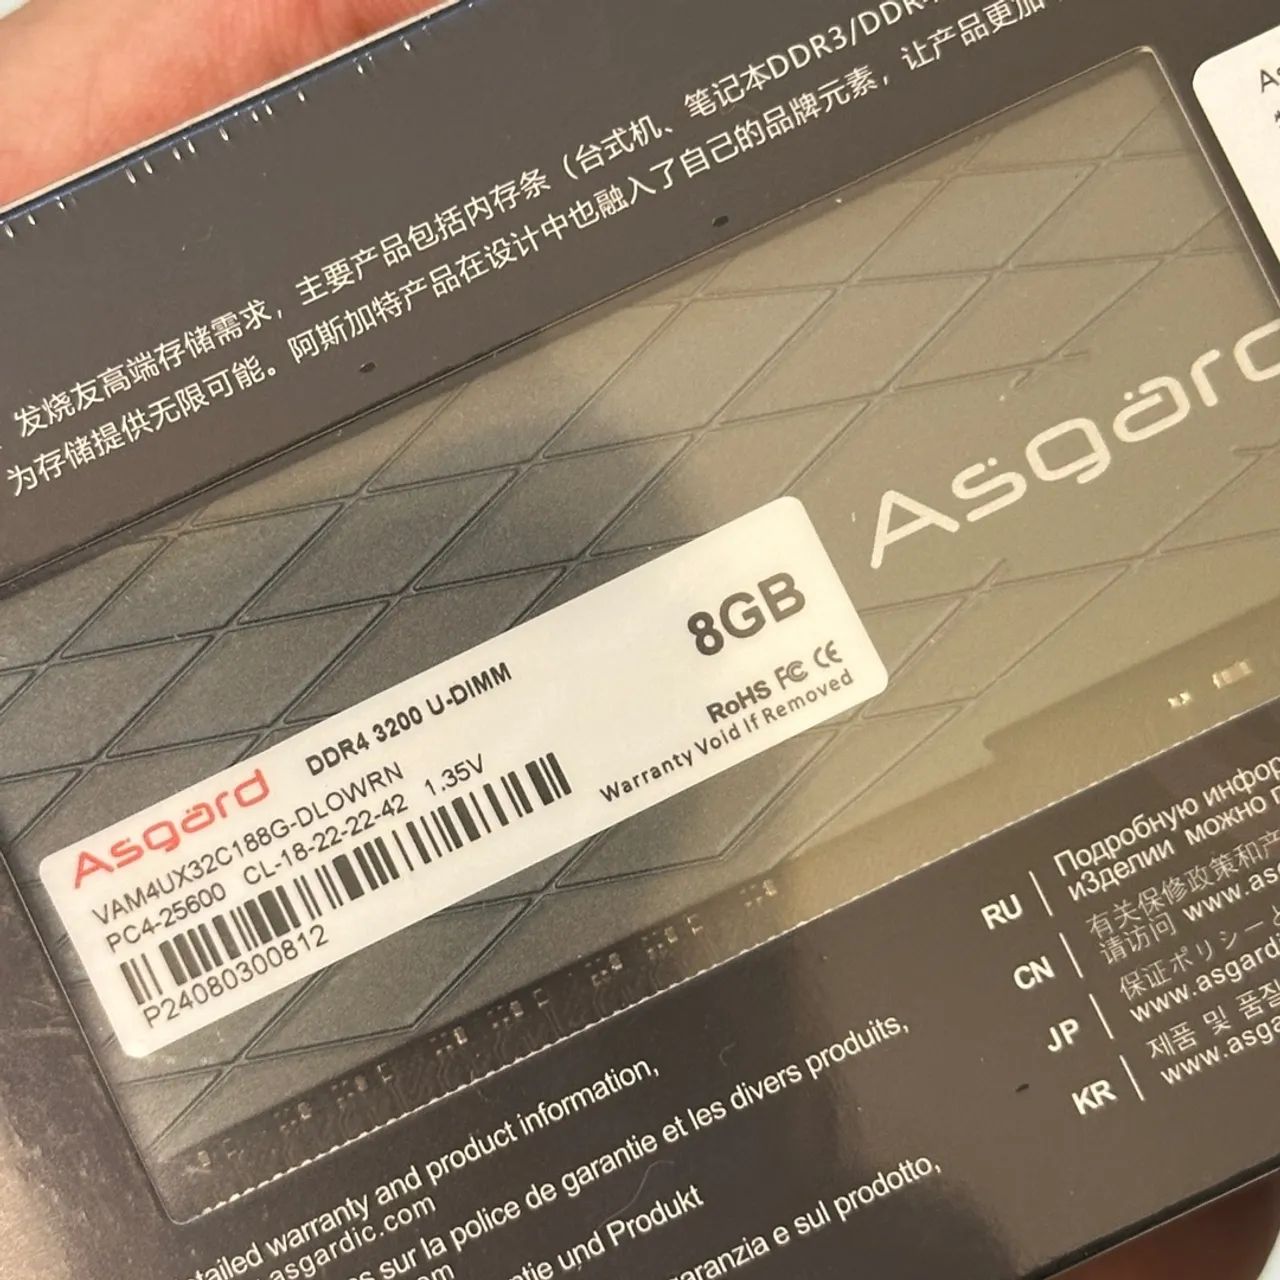 发烧友高端存储需求，主要产品包括内存条（台式机、笔记本DDR3/DDR
为存储提供无限可能。阿斯加特产品在设计中也融入了自己的品牌元素，让产品更加
Asgard
Asgard
DDR4 3200 U-DIMM
8GB
VAM4UX32C188G-DLOWRN
PC4-25600 CL-18-22-22-42 1.35V
RoHS FC CE
Warranty Void If Removed
P24080300812
RU
Подробную инфор
изделии можно
CN
有关保修政策和产
请访问 www.asg
JP
保证ポリシーと
www.asgard
KR
제품 및 품질
www.asga
tailed warranty and product information,
asgardic.com
es sur la police de garantie et les divers produits,
om
tie und Produkt
garanzia e sul prodotto,